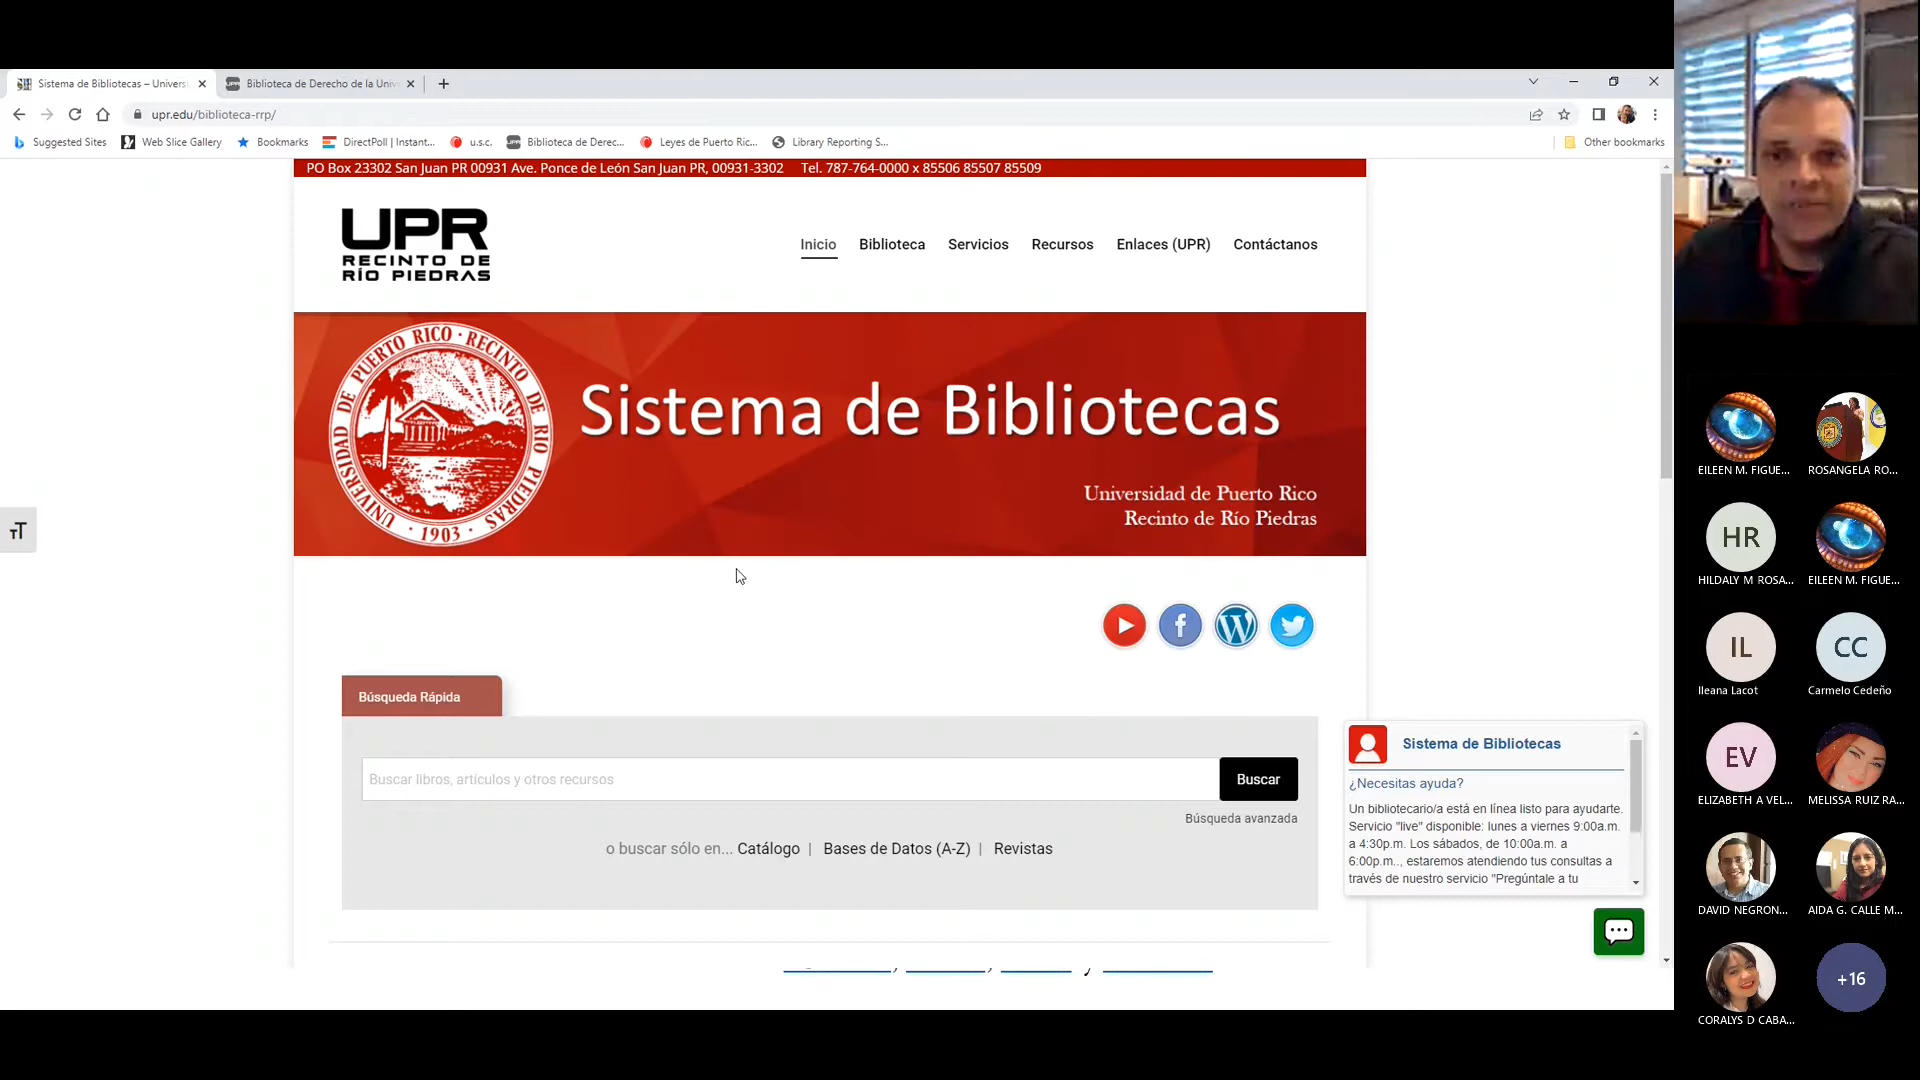 Sistema de Bibliotecas – Univers
Biblioteca de Derecho de la Univ
upr.edu/biblioteca-rrp/
Suggested Sites
Web Slice Gallery
Bookmarks
DirectPoll | Instant...
u.s.c.
Biblioteca de Derec...
Leyes de Puerto Ric...
Library Reporting S...
Other bookmarks
PO Box 23302 San Juan PR 00931 Ave. Ponce de León San Juan PR, 00931-3302 Tel. 787-764-0000 x 85506 85507 85509
UPR
RECINTO DE
RÍO PIEDRAS
Inicio Biblioteca Servicios Recursos Enlaces (UPR) Contáctanos
UNIVERSIDAD DE PUERTO RICO · RECINTO DE RIO PIEDRAS
· 1903 ·
Sistema de Bibliotecas
Universidad de Puerto Rico
Recinto de Río Piedras
TT
Búsqueda Rápida
Buscar libros, artículos y otros recursos
Buscar
Búsqueda avanzada
o buscar sólo en... Catálogo | Bases de Datos (A-Z) | Revistas
Sistema de Bibliotecas
¿Necesitas ayuda?
Un bibliotecario/a está en línea listo para ayudarte.
Servicio "live" disponible: lunes a viernes 9:00a.m.
a 4:30p.m. Los sábados, de 10:00a.m. a
6:00p.m.., estaremos atendiendo tus consultas a
través de nuestro servicio "Pregúntale a tu
EILEEN M. FIGUE...
ROSANGELA RO...
HR
HILDALY M ROSA...
EILEEN M. FIGUE...
IL
Ileana Lacot
CC
Carmelo Cedeño
EV
ELIZABETH A VEL...
MELISSA RUIZ RA...
DAVID NEGRON...
AIDA G. CALLE M...
CORALYS D CABA...
+16